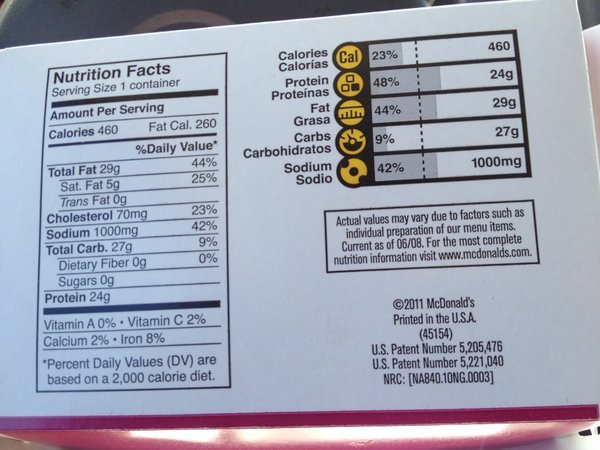 Nutrition Facts
Serving Size 1 container
Amount Per Serving
Calories 460 Fat Cal. 260
%Daily Value*
Total Fat 29g 44%
Sat. Fat 5g 25%
Trans Fat 0g
Cholesterol 70mg 23%
Sodium 1000mg 42%
Total Carb. 27g 9%
Dietary Fiber 0g 0%
Sugars 0g
Protein 24g
Vitamin A 0% • Vitamin C 2%
Calcium 2% • Iron 8%
*Percent Daily Values (DV) are
based on a 2,000 calorie diet.
Calories
Calorías Cal 23% 460
Protein
Proteínas 48% 24g
Fat
Grasa 44% 29g
Carbs
Carbohidratos 9% 27g
Sodium
Sodio 42% 1000mg
Actual values may vary due to factors such as
individual preparation of our menu items.
Current as of 06/08. For the most complete
nutrition information visit www.mcdonalds.com.
©2011 McDonald's
Printed in the U.S.A.
(45154)
U.S. Patent Number 5,205,476
U.S. Patent Number 5,221,040
NRC: [NA840.10NG.0003]